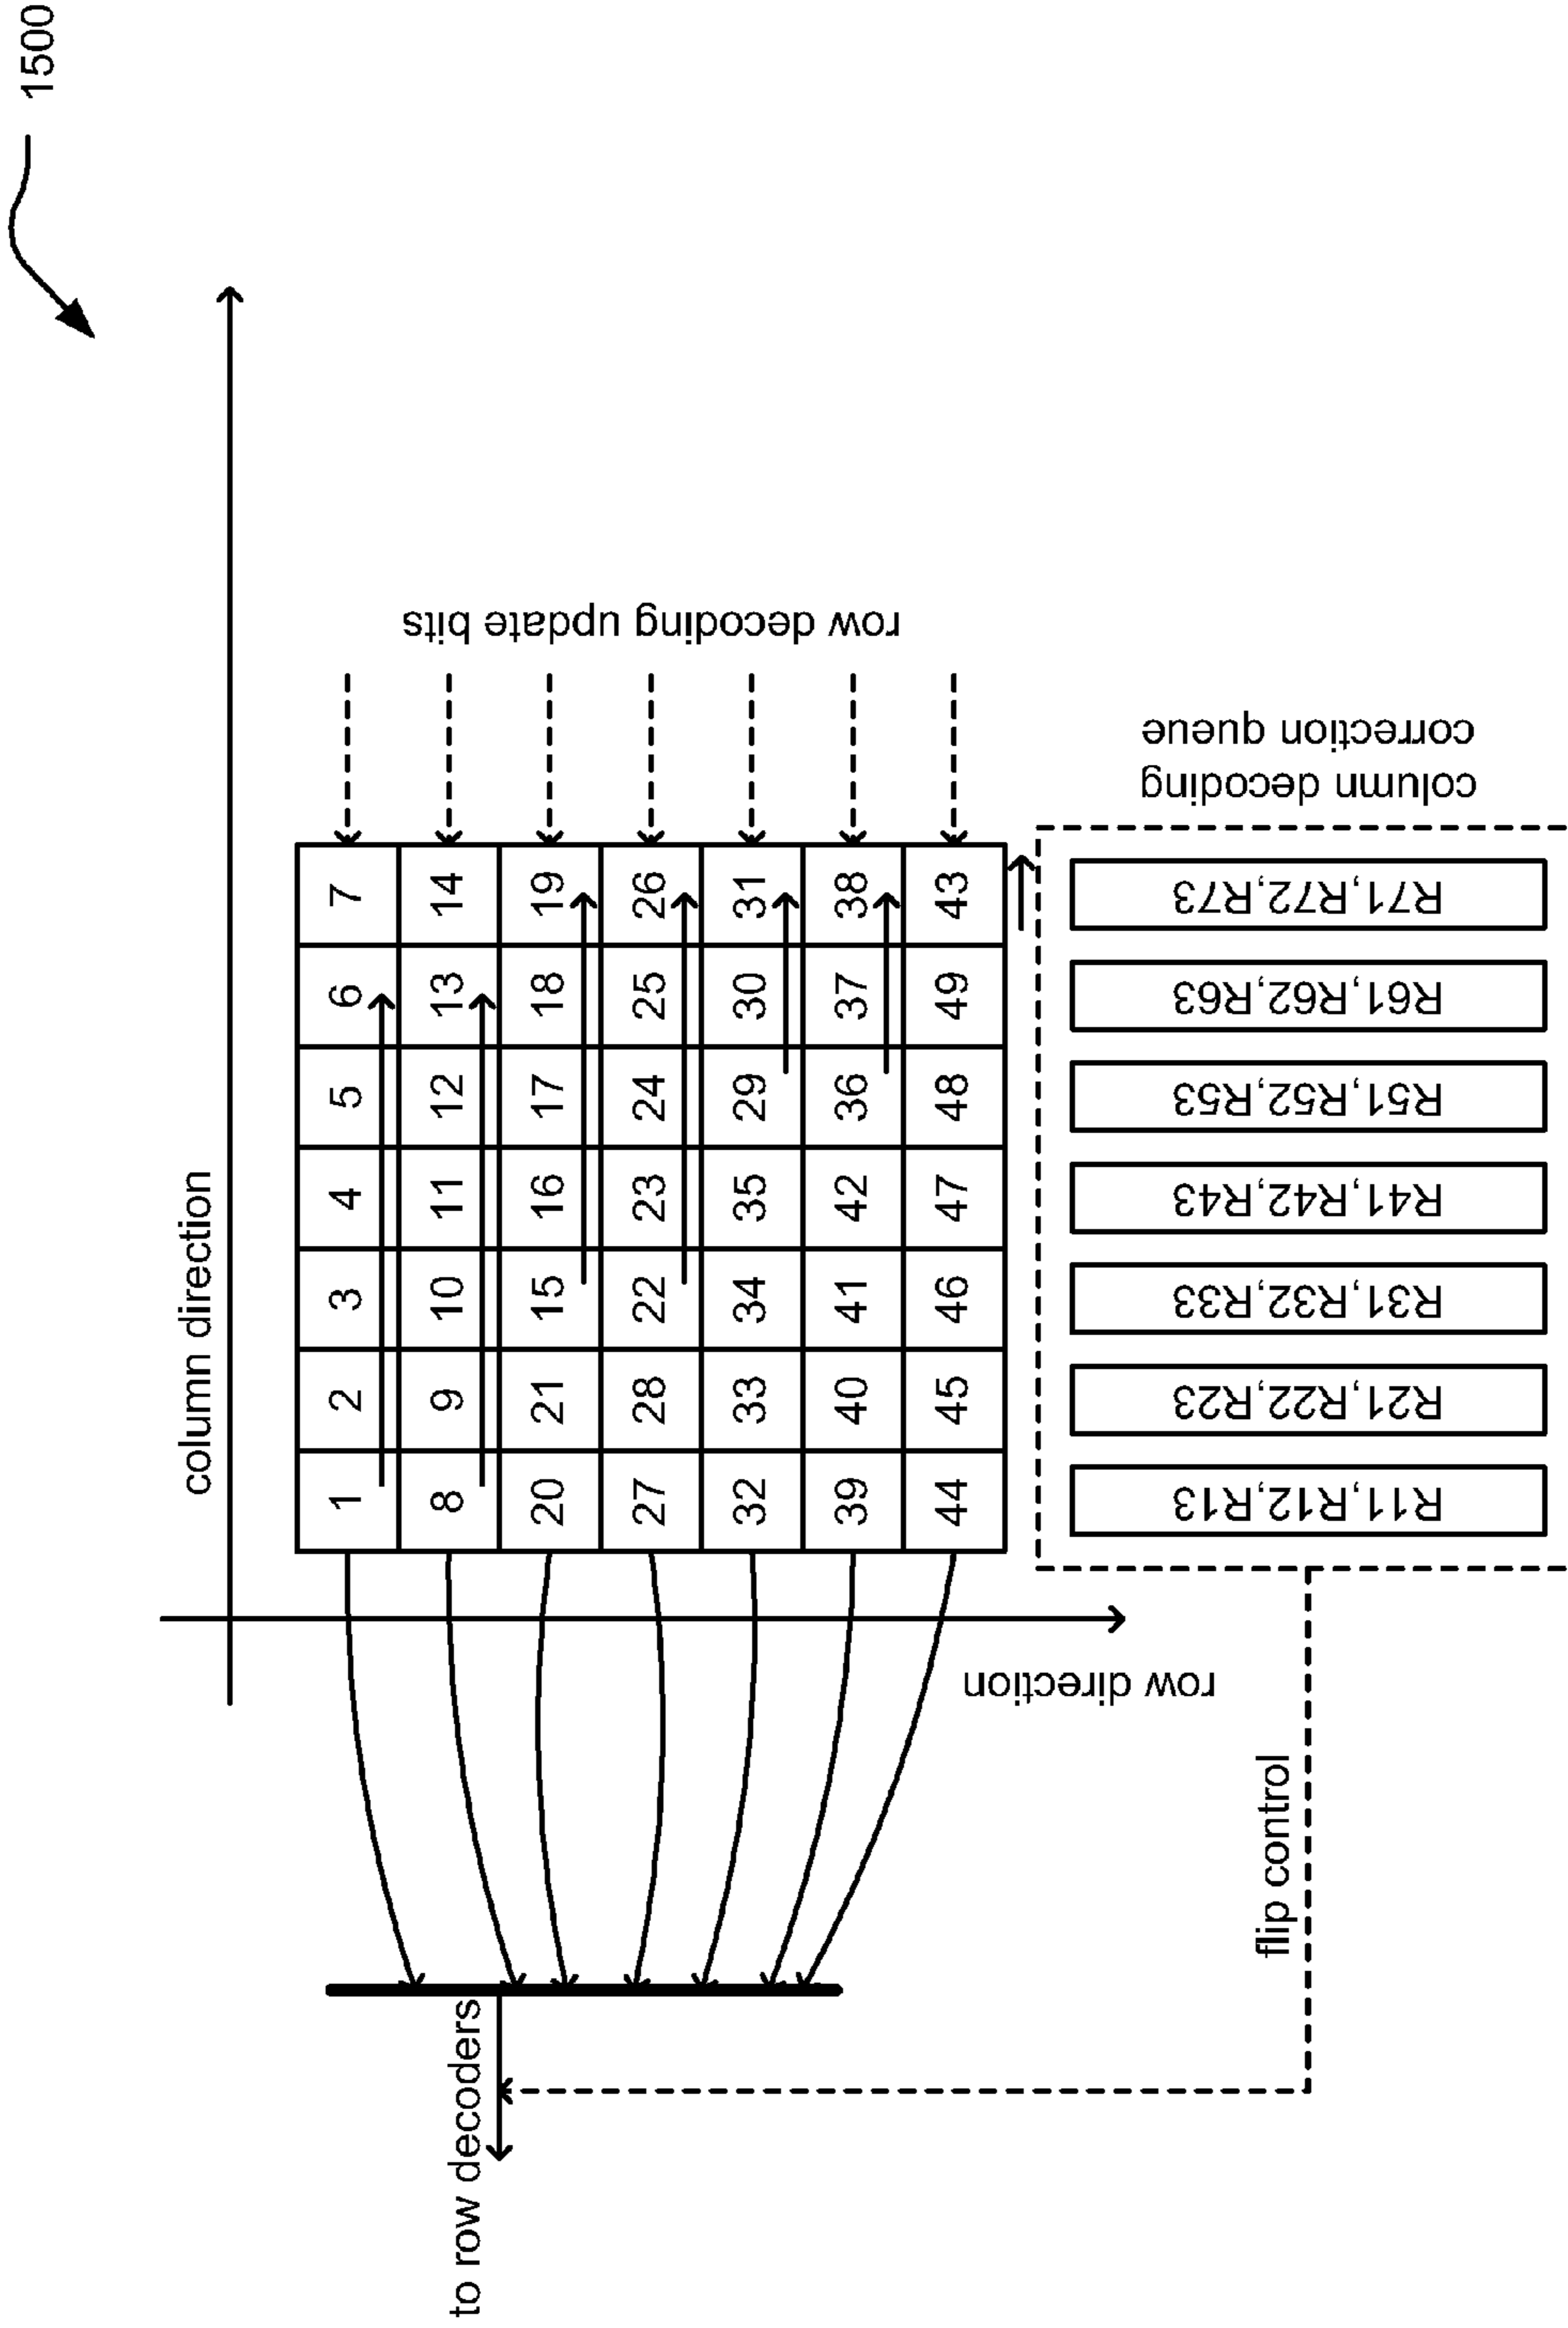 1500
column direction
1 2 3 4 5 6 7
8 9 10 11 12 13 14
20 21 15 16 17 18 19
27 28 22 23 24 25 26
32 33 34 35 29 30 31
39 40 41 42 36 37 38
44 45 46 47 48 49 43
to row decoders
row direction
row decoding update bits
flip control
R11,R12,R13
R21,R22,R23
R31,R32,R33
R41,R42,R43
R51,R52,R53
R61,R62,R63
R71,R72,R73
column decoding
correction queue